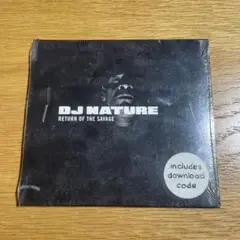 DJ NATURE
RETURN OF THE SAVAGE
includes
download
code